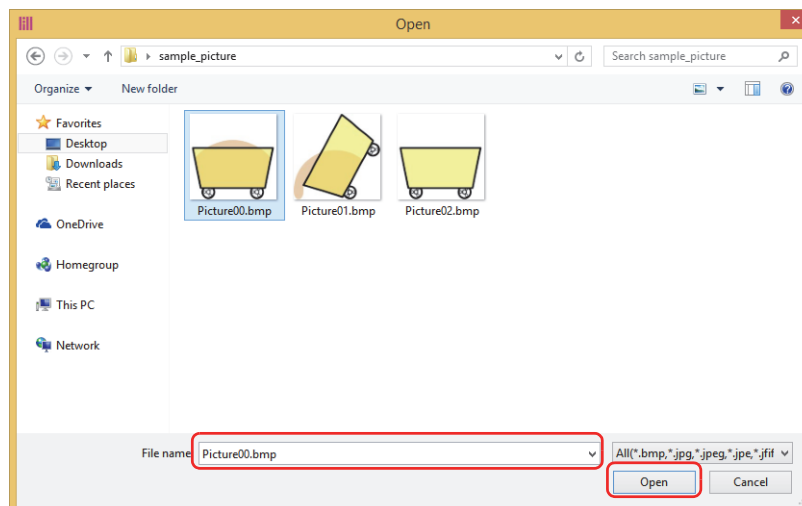 Open
sample_picture
Search sample_picture
Organize
New folder
Favorites
Desktop
Downloads
Recent places
OneDrive
Homegroup
This PC
Network
Picture00.bmp
Picture01.bmp
Picture02.bmp
File name
Picture00.bmp
All(*.bmp,*.jpg,*.jpeg,*.jpe,*.jfif
Open
Cancel